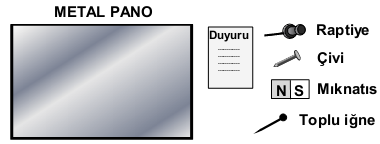 METAL PANO
Duyuru
Raptiye
Çivi
N S
Mıknatıs
Toplu iğne